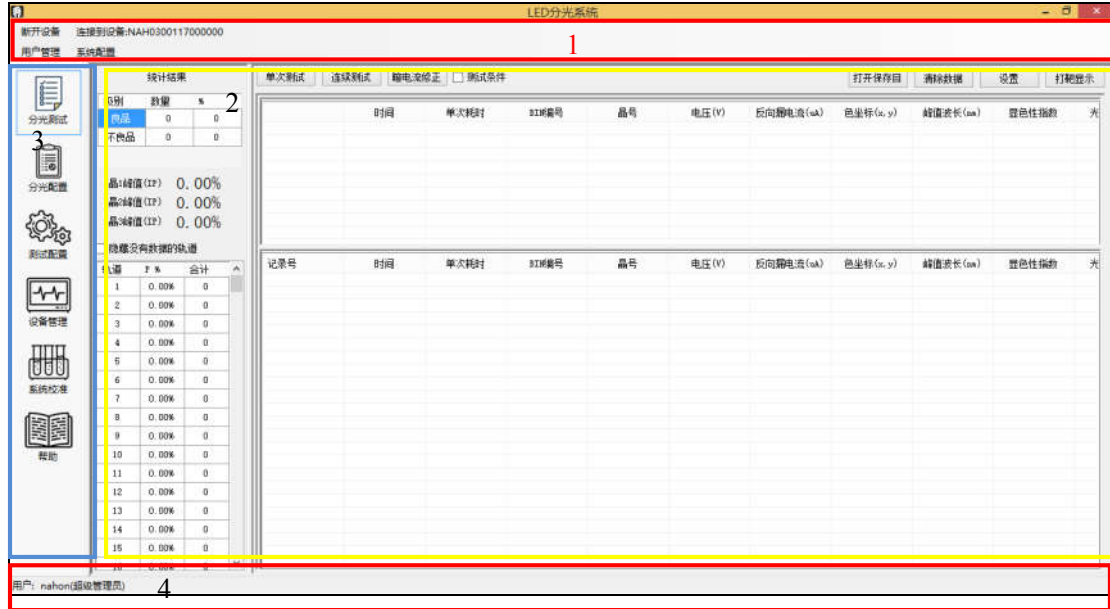 LED分光系统
断开设备 连接到设备:NAH0300117000000
用户管理 系统配置
1
分光测试
3
分光配置
测试配置
设备管理
系统校准
帮助
统计结果
级别 数量 %
2
良品 0 0
不良品 0 0
晶1峰值(IP) 0.00%
晶2峰值(IP) 0.00%
晶3峰值(IP) 0.00%
隐藏没有数据的轨道
轨道 F % 合计
1 0.00% 0
2 0.00% 0
3 0.00% 0
4 0.00% 0
5 0.00% 0
6 0.00% 0
7 0.00% 0
8 0.00% 0
9 0.00% 0
10 0.00% 0
11 0.00% 0
12 0.00% 0
13 0.00% 0
14 0.00% 0
15 0.00% 0
单次测试 连续测试 暗电流修正 测试条件 打开保存目 清除数据 设置 打靶显示
时间 单次耗时 BIN编号 晶号 电压(V) 反向漏电流(uA) 色坐标(x,y) 峰值波长(nm) 显色性指数 光
记录号 时间 单次耗时 BIN编号 晶号 电压(V) 反向漏电流(uA) 色坐标(x,y) 峰值波长(nm) 显色性指数 光
用户: nahon(超级管理员)
4